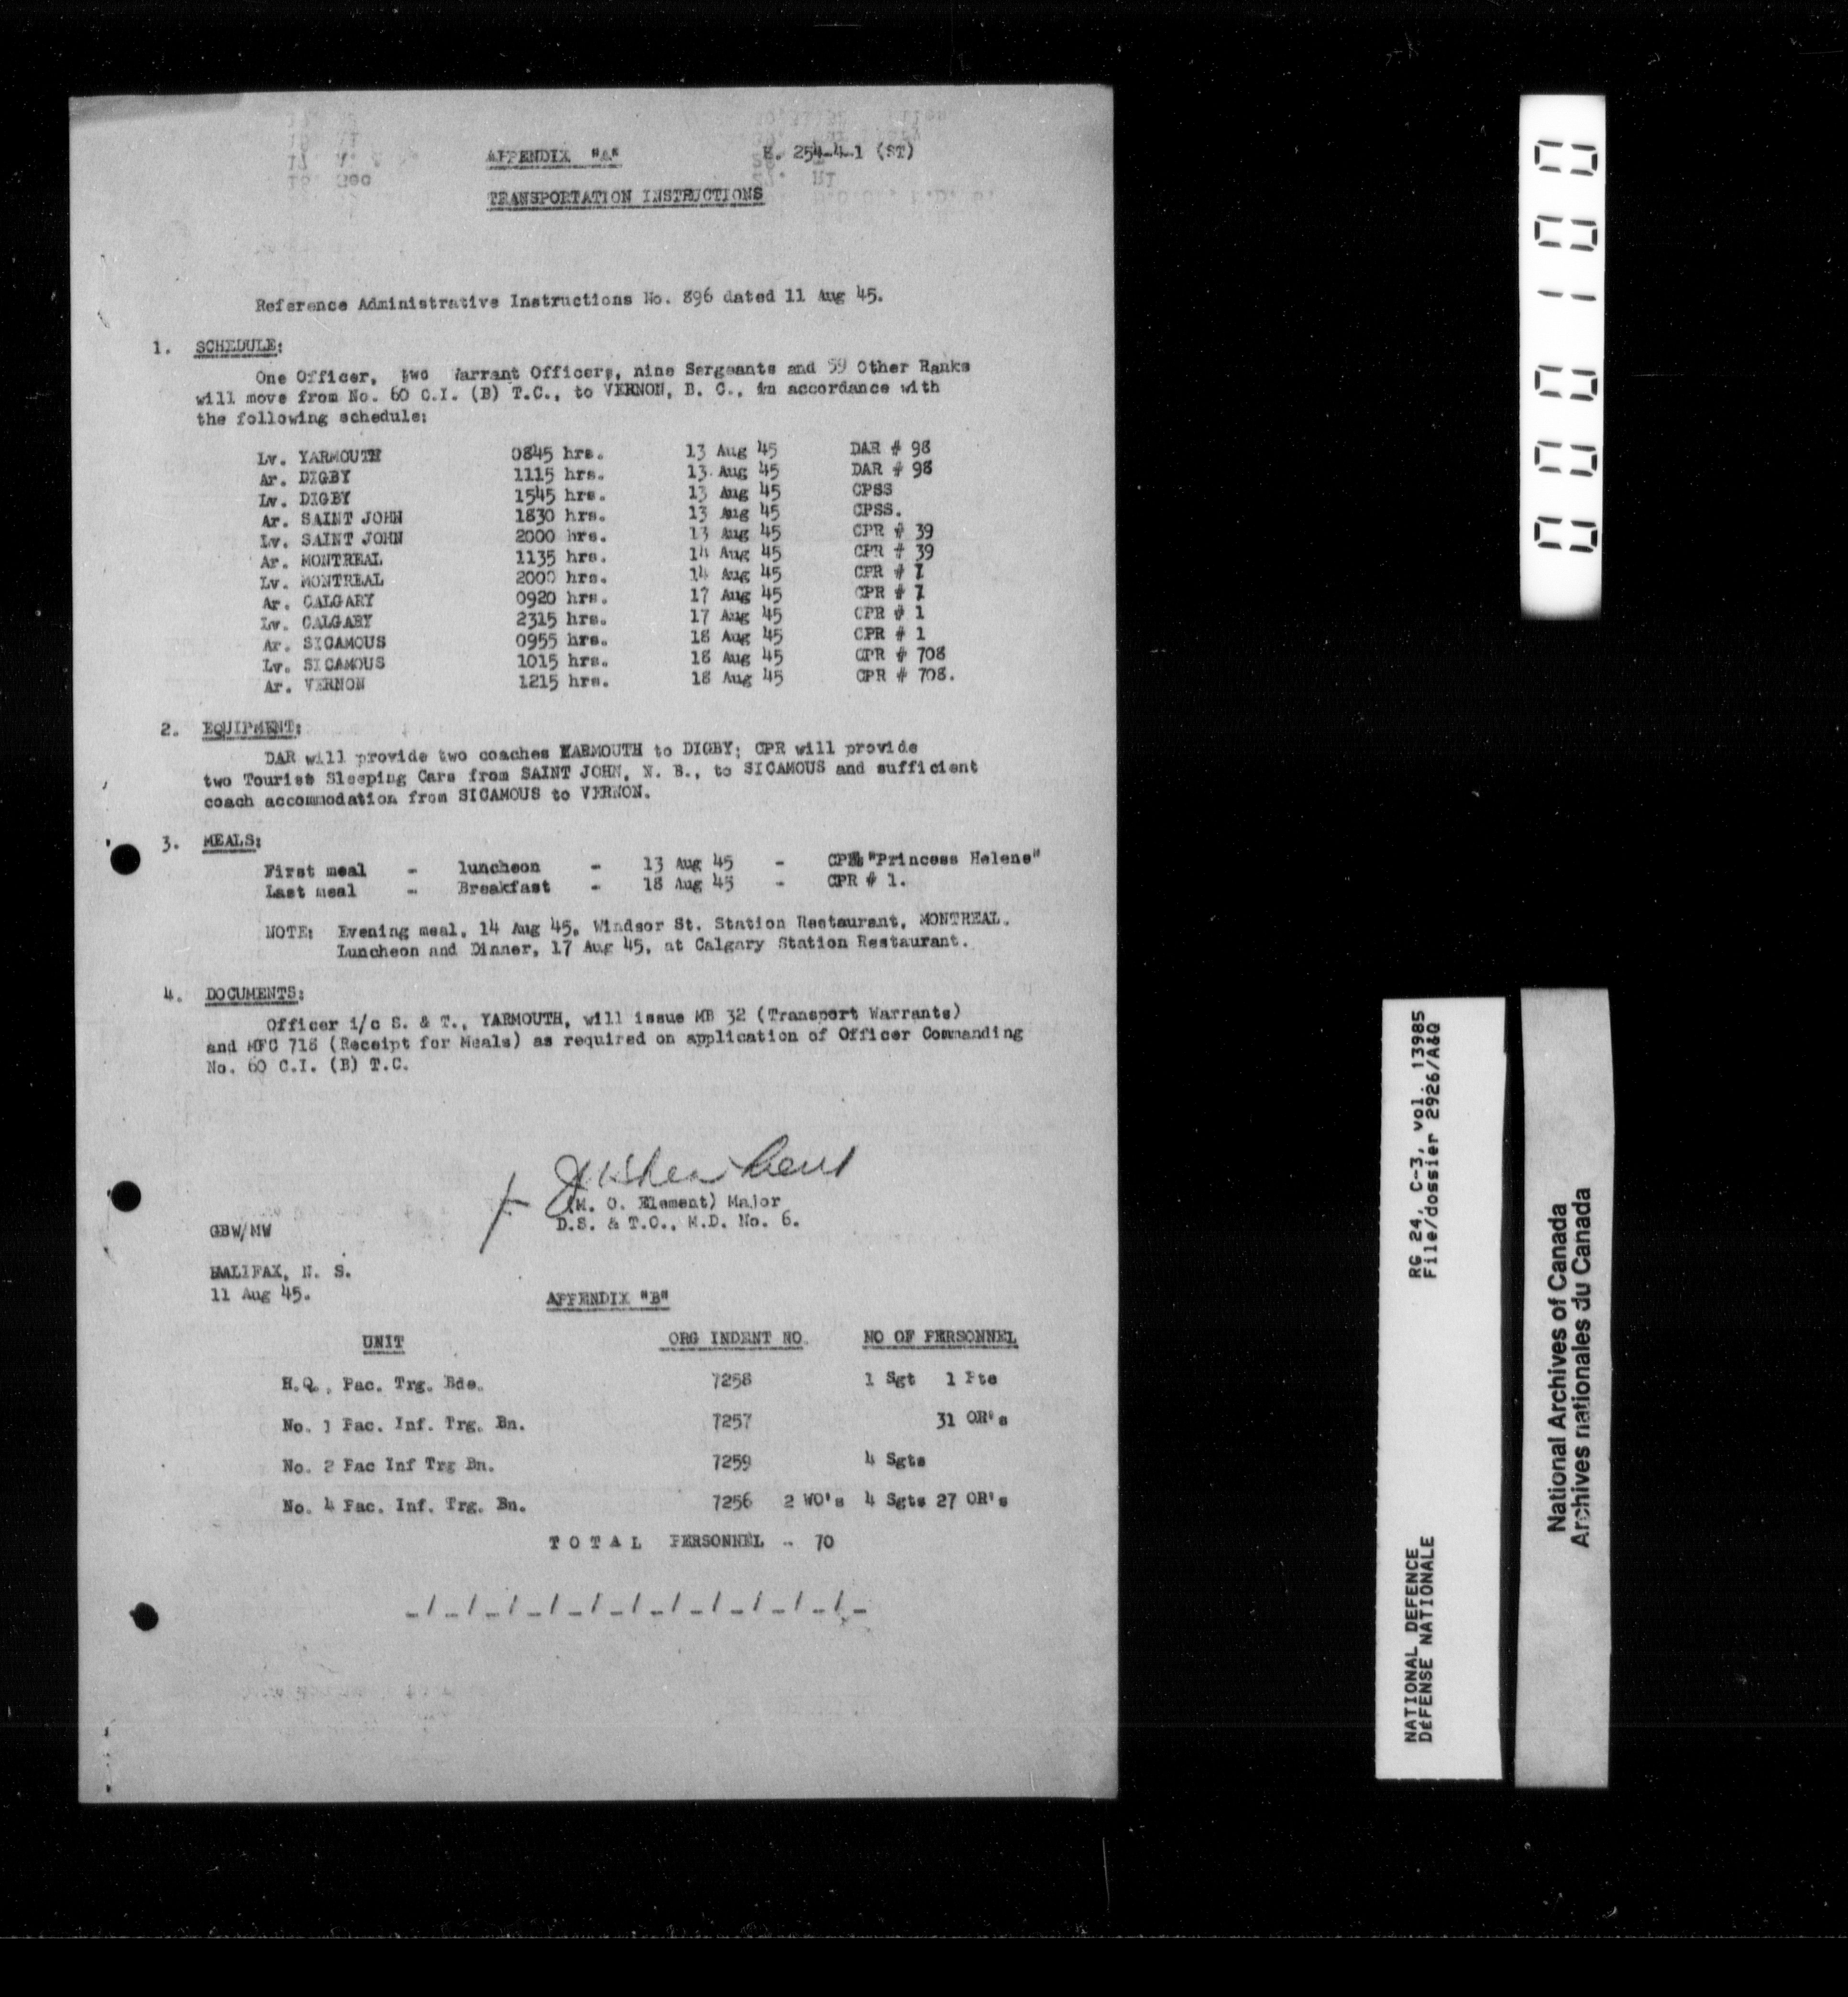 APPENDIX "A" H. 254-4-1 (ST)
TRANSPORTATION INSTRUCTIONS
Reference Administrative Instructions No. 896 dated 11 Aug 45.
1. SCHEDULE:
One Officer, two Warrant Officers, nine Sergeants and 59 Other Ranks
will move from No. 60 C.I. (B) T.C., to VERNON, B. C., in accordance with
the following schedule:
Lv. YARMOUTH 0845 hrs. 13 Aug 45 DAR # 98
Ar. DIGBY 1115 hrs. 13 Aug 45 DAR # 98
Lv. DIGBY 1545 hrs. 13 Aug 45 CPSS
Ar. SAINT JOHN 1830 hrs. 13 Aug 45 CPSS.
Lv. SAINT JOHN 2000 hrs. 13 Aug 45 CPR # 39
Ar. MONTREAL 1135 hrs. 14 Aug 45 CPR # 39
Lv. MONTREAL 2000 hrs. 14 Aug 45 CPR # 1
Ar. CALGARY 0920 hrs. 17 Aug 45 CPR # 1
Lv. CALGARY 2315 hrs. 17 Aug 45 CPR # 1
Ar. SICAMOUS 0955 hrs. 18 Aug 45 CPR # 1
Lv. SICAMOUS 1015 hrs. 18 Aug 45 CPR # 708
Ar. VERNON 1215 hrs. 18 Aug 45 CPR # 708.
2. EQUIPMENT:
DAR will provide two coaches YARMOUTH to DIGBY; CPR will provide
two Tourist Sleeping Cars from SAINT JOHN, N. B., to SICAMOUS and sufficient
coach accommodation from SICAMOUS to VERNON.
3. MEALS:
First meal - luncheon - 13 Aug 45 - "Princess Helene"
Last meal - Breakfast - 18 Aug 45 - CPR # 1.
NOTE: Evening meal, 14 Aug 45, Windsor St. Station Restaurant, MONTREAL.
Luncheon and Dinner, 17 Aug 45, at Calgary Station Restaurant.
4. DOCUMENTS:
Officer i/c S. & T., YARMOUTH, will issue MB 32 (Transport Warrants)
and MFC 718 (Receipt for Meals) as required on application of Officer Commanding
No. 60 C.I. (B) T.C.
(M. O. Element) Major
D.S. & T.O., M.D. No. 6.
GBW/MW
HALIFAX, N. S.
11 Aug 45.
APPENDIX "B"
UNIT ORG INDENT NO. NO OF PERSONNEL
H.Q., Pac. Trg. Bde. 7258 1 Sgt 1 Pte
No. 1 Pac. Inf. Trg. Bn. 7257 31 OR's
No. 2 Pac Inf Trg Bn. 7259 4 Sgts
No. 4 Pac. Inf. Trg. Bn. 7256 2 WO's 4 Sgts 27 OR's
TOTAL PERSONNEL - 70
-/-/-/-/-/-/-/-/-/-/-/-
RG 24, C-3, vol. 13985
File/dossier 2926/A&Q
NATIONAL DEFENCE
DéFENSE NATIONALE
National Archives of Canada
Archives nationales du Canada